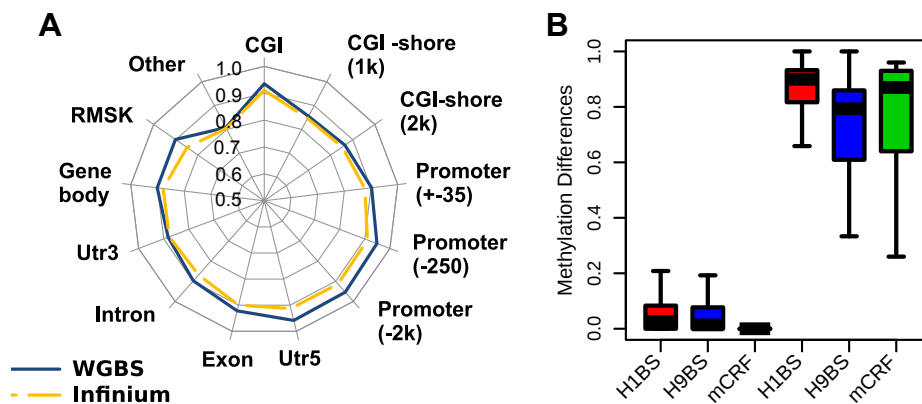 A
CGI
CGI -shore
(1k)
CGI-shore
(2k)
Promoter
(+-35)
Promoter
(-250)
Promoter
(-2k)
Utr5
Exon
Intron
Utr3
Gene
body
RMSK
Other
1.0
0.9
0.8
0.7
0.6
0.5
WGBS
Infinium
B
Methylation Differences
1.0
0.8
0.6
0.4
0.2
0.0
H1BS
H9BS
mCRF
H1BS
H9BS
mCRF